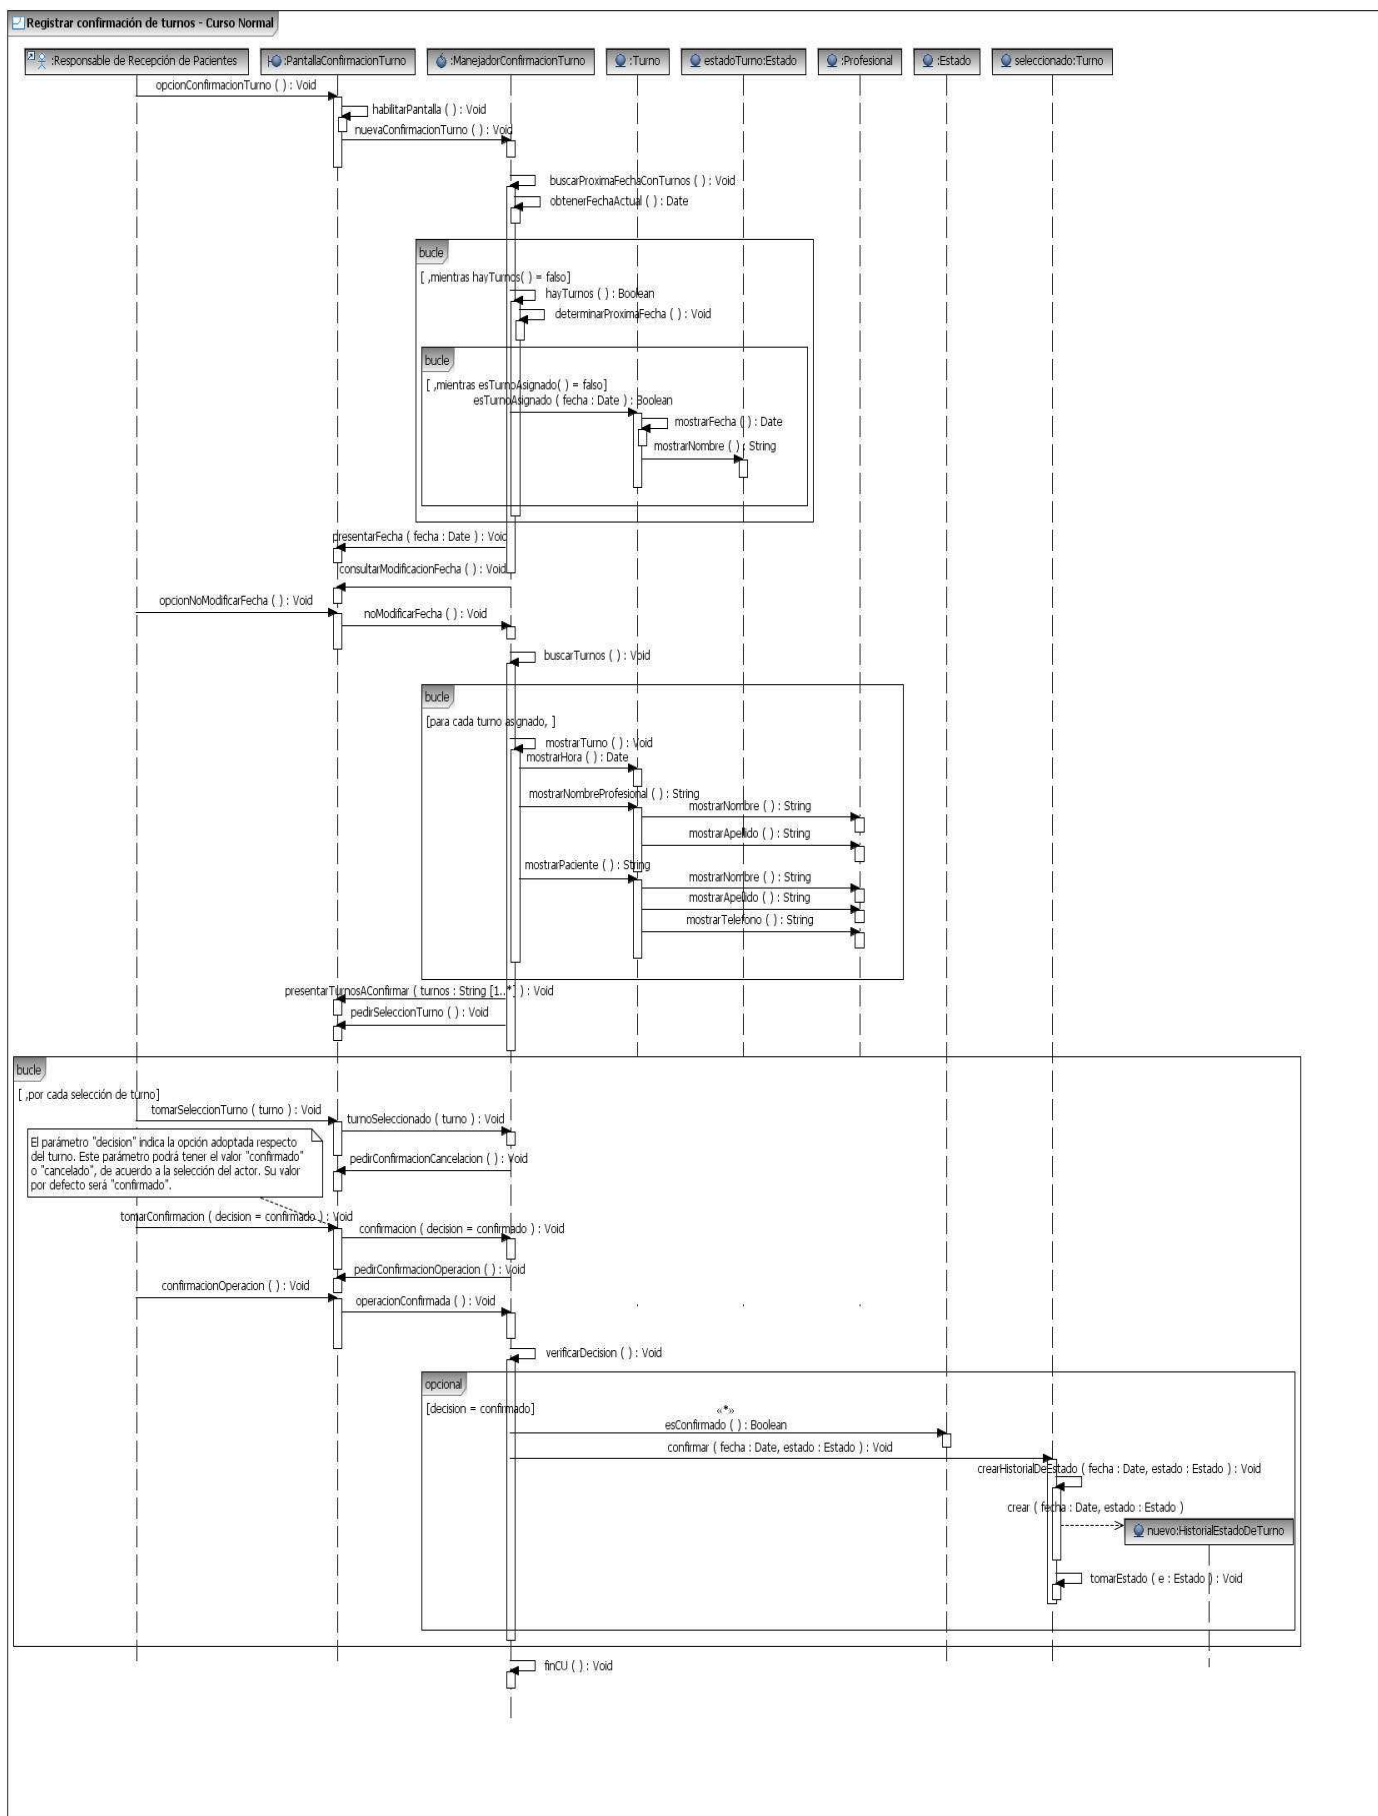 Registrar confirmación de turnos - Curso Normal
:Responsable de Recepción de Pacientes
:PantallaConfirmacionTurno
:ManejadorConfirmacionTurno
:Turno
estadoTurno:Estado
:Profesional
:Estado
seleccionado:Turno
opcionConfirmacionTurno ( ) : Void
habilitarPantalla ( ) : Void
nuevaConfirmacionTurno ( ) : Void
buscarProximaFechaConTurnos ( ) : Void
obtenerFechaActual ( ) : Date
bucle
[ ,mientras hayTurnos( ) = falso]
hayTurnos ( ) : Boolean
determinarProximaFecha ( ) : Void
bucle
[ ,mientras esTurnoAsignado( ) = falso]
esTurnoAsignado ( fecha : Date ) : Boolean
mostrarFecha ( ) : Date
mostrarNombre ( ) : String
presentarFecha ( fecha : Date ) : Void
consultarModificacionFecha ( ) : Void
opcionNoModificarFecha ( ) : Void
noModificarFecha ( ) : Void
buscarTurnos ( ) : Void
bucle
[para cada turno asignado, ]
mostrarTurno ( ) : Void
mostrarHora ( ) : Date
mostrarNombreProfesional ( ) : String
mostrarNombre ( ) : String
mostrarApellido ( ) : String
mostrarPaciente ( ) : String
mostrarNombre ( ) : String
mostrarApellido ( ) : String
mostrarTelefono ( ) : String
presentarTurnosAConfirmar ( turnos : String [1..*] ) : Void
pedirSeleccionTurno ( ) : Void
bucle
[ ,por cada selección de turno]
tomarSeleccionTurno ( turno ) : Void
turnoSeleccionado ( turno ) : Void
El parámetro "decision" indica la opción adoptada respecto
del turno. Este parámetro podrá tener el valor "confirmado"
o "cancelado", de acuerdo a la selección del actor. Su valor
por defecto será "confirmado".
pedirConfirmacionCancelacion ( ) : Void
tomarConfirmacion ( decision = confirmado ) : Void
confirmacion ( decision = confirmado ) : Void
pedirConfirmacionOperacion ( ) : Void
confirmacionOperacion ( ) : Void
operacionConfirmada ( ) : Void
verificarDecision ( ) : Void
opcional
[decision = confirmado]
«*»
esConfirmado ( ) : Boolean
confirmar ( fecha : Date, estado : Estado ) : Void
crearHistorialDeEstado ( fecha : Date, estado : Estado ) : Void
crear ( fecha : Date, estado : Estado )
nuevo:HistorialEstadoDeTurno
tomarEstado ( e : Estado ) : Void
finCU ( ) : Void